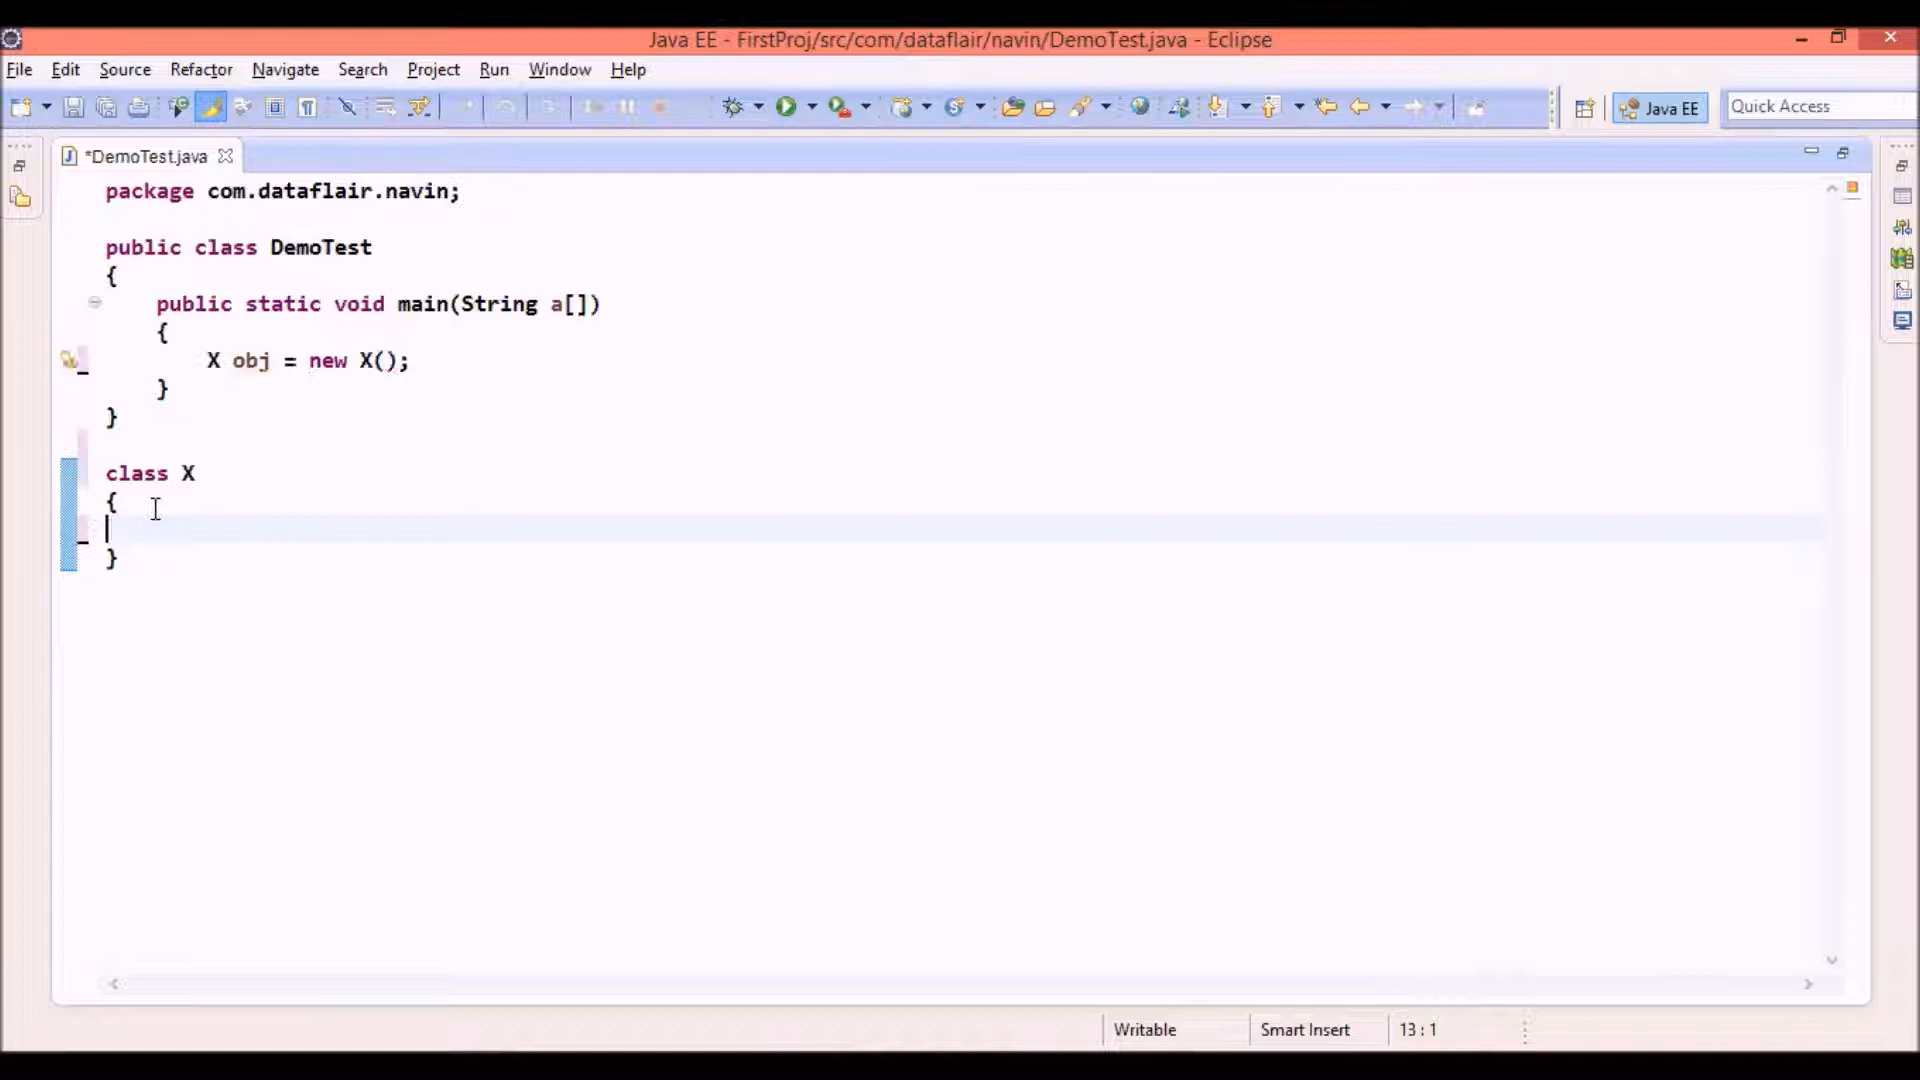 Java EE - FirstProj/src/com/dataflair/navin/DemoTest.java - Eclipse
File Edit Source Refactor Navigate Search Project Run Window Help
Java EE Quick Access
*DemoTest.java
package com.dataflair.navin;
public class DemoTest
{
public static void main(String a[])
{
X obj = new X();
}
}
class X
{
}
Writable Smart Insert 13 : 1